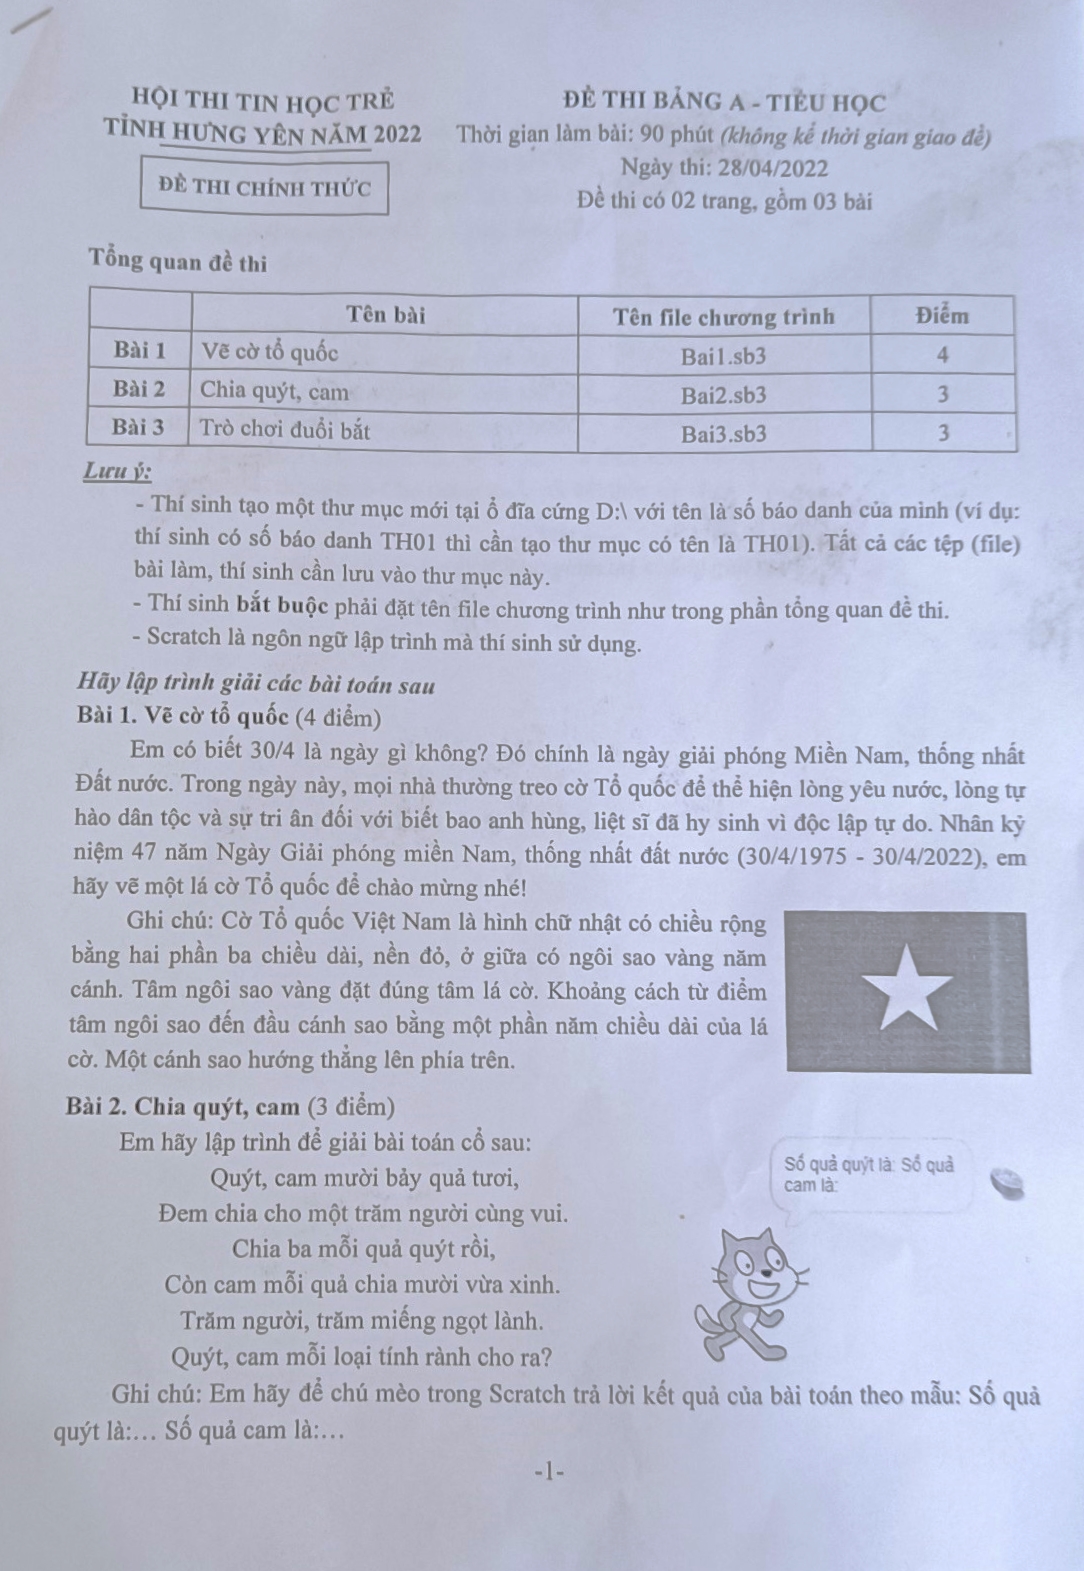 HỘI THI TIN HỌC TRẺ
TỈNH HƯNG YÊN NĂM 2022
ĐỀ THI CHÍNH THỨC
ĐỀ THI BẢNG A - TIỂU HỌC
Thời gian làm bài: 90 phút (không kể thời gian giao đề)
Ngày thi: 28/04/2022
Đề thi có 02 trang, gồm 03 bài
Tổng quan đề thi
Tên bài Tên file chương trình Điểm
Bài 1 Vẽ cờ tổ quốc Bai1.sb3 4
Bài 2 Chia quýt, cam Bai2.sb3 3
Bài 3 Trò chơi đuổi bắt Bai3.sb3 3
Lưu ý:
- Thí sinh tạo một thư mục mới tại ổ đĩa cứng D:\ với tên là số báo danh của mình (ví dụ:
thí sinh có số báo danh TH01 thì cần tạo thư mục có tên là TH01). Tất cả các tệp (file)
bài làm, thí sinh cần lưu vào thư mục này.
- Thí sinh bắt buộc phải đặt tên file chương trình như trong phần tổng quan đề thi.
- Scratch là ngôn ngữ lập trình mà thí sinh sử dụng.
Hãy lập trình giải các bài toán sau
Bài 1. Vẽ cờ tổ quốc (4 điểm)
Em có biết 30/4 là ngày gì không? Đó chính là ngày giải phóng Miền Nam, thống nhất
Đất nước. Trong ngày này, mọi nhà thường treo cờ Tổ quốc để thể hiện lòng yêu nước, lòng tự
hào dân tộc và sự tri ân đối với biết bao anh hùng, liệt sĩ đã hy sinh vì độc lập tự do. Nhân kỷ
niệm 47 năm Ngày Giải phóng miền Nam, thống nhất đất nước (30/4/1975 - 30/4/2022), em
hãy vẽ một lá cờ Tổ quốc để chào mừng nhé!
Ghi chú: Cờ Tổ quốc Việt Nam là hình chữ nhật có chiều rộng
bằng hai phần ba chiều dài, nền đỏ, ở giữa có ngôi sao vàng năm
cánh. Tâm ngôi sao vàng đặt đúng tâm lá cờ. Khoảng cách từ điểm
tâm ngôi sao đến đầu cánh sao bằng một phần năm chiều dài của lá
cờ. Một cánh sao hướng thẳng lên phía trên.
Bài 2. Chia quýt, cam (3 điểm)
Em hãy lập trình để giải bài toán cổ sau:
Quýt, cam mười bảy quả tươi,
Đem chia cho một trăm người cùng vui.
Chia ba mỗi quả quýt rồi,
Còn cam mỗi quả chia mười vừa xinh.
Trăm người, trăm miếng ngọt lành.
Quýt, cam mỗi loại tính rành cho ra?
Số quả quýt là: Số quả
cam là:
Ghi chú: Em hãy để chú mèo trong Scratch trả lời kết quả của bài toán theo mẫu: Số quả
quýt là:... Số quả cam là:...
-1-